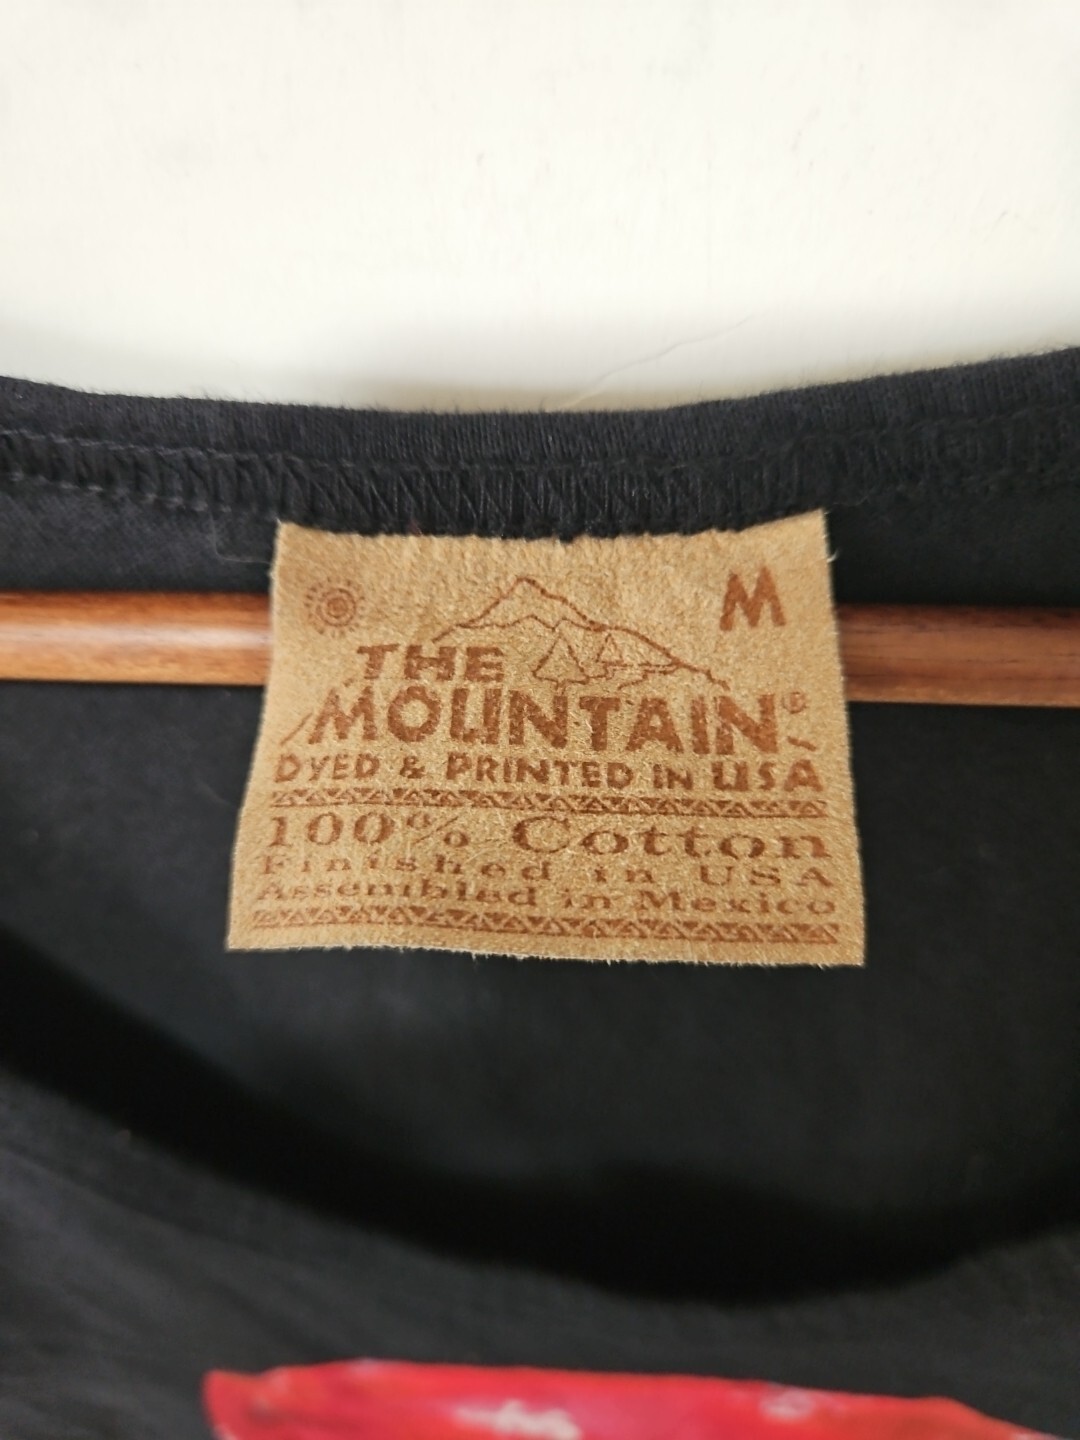 M
THE
MOUNTAIN®
DYED & PRINTED in USA
100% Cotton
Finished in USA
Assembled in Mexico